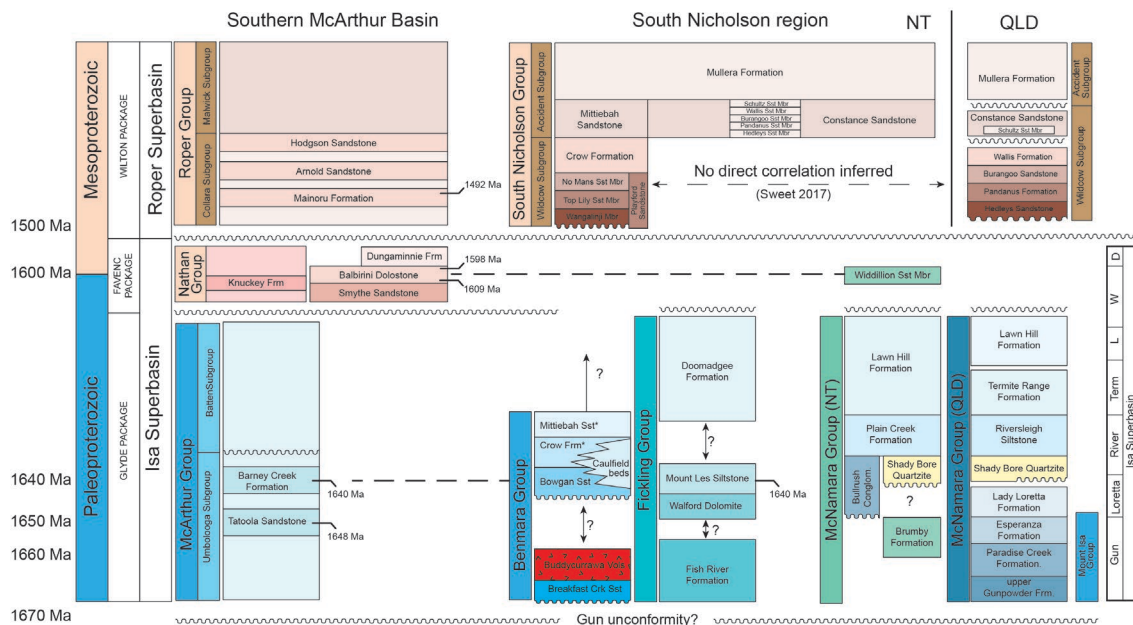 Southern McArthur Basin
South Nicholson region
NT
QLD
Mesoproterozoic
WILTON PACKAGE
Roper Superbasin
Roper Group
Malwick Subgroup
Collara Subgroup
Hodgson Sandstone
Arnold Sandstone
Mainoru Formation
1492 Ma
South Nicholson Group
Accident Subgroup
Wildcow Subgroup
Mullera Formation
Mittiebah
Sandstone
Schultz Sst Mbr
Wallis Sst Mbr
Burangoo Sst Mbr
Pandanus Sst Mbr
Hedleys Sst Mbr
Constance Sandstone
Crow Formation
No Mans Sst Mbr
Top Lily Sst Mbr
Wangalinji Mbr
Playford
Sandstone
No direct correlation inferred
(Sweet 2017)
Mullera Formation
Constance Sandstone
Schultz Sst Mbr
Wallis Formation
Burangoo Sandstone
Pandanus Formation
Hedleys Sandstone
Accident
Subgroup
Wildcow Subgroup
1500 Ma
1600 Ma
FAVENC
PACKAGE
Nathan
Group
Knuckey Frm
Dungaminnie Frm
Balbirini Dolostone
Smythe Sandstone
1598 Ma
1609 Ma
Widdillion Sst Mbr
D
W
L
Term
River
Loretta
Gun
Isa Superbasin
Paleoproterozoic
GLYDE PACKAGE
Isa Superbasin
McArthur Group
BattenSubgroup
Umbolooga Subgroup
Barney Creek
Formation
1640 Ma
Tatoola Sandstone
1648 Ma
1640 Ma
1650 Ma
1660 Ma
1670 Ma
Benmara Group
?
Mittiebah Sst*
Crow Frm*
Caulfield
beds
Bowgan Sst
?
Buddycurrawa Volx
Breakfast Crk Sst
Fickling Group
Doomadgee
Formation
?
Mount Les Siltstone
1640 Ma
Walford Dolomite
?
Fish River
Formation
McNamara Group (NT)
Lawn Hill
Formation
Plain Creek
Formation
Bullrush
Conglom.
Shady Bore
Quartzite
?
Brumby
Formation
McNamara Group (QLD)
Lawn Hill
Formation
Termite Range
Formation
Riversleigh
Siltstone
Shady Bore Quartzite
Lady Loretta
Formation
Esperanza
Formation
Paradise Creek
Formation.
upper
Gunpowder Frm.
Mount Isa
Group
Gun unconformity?